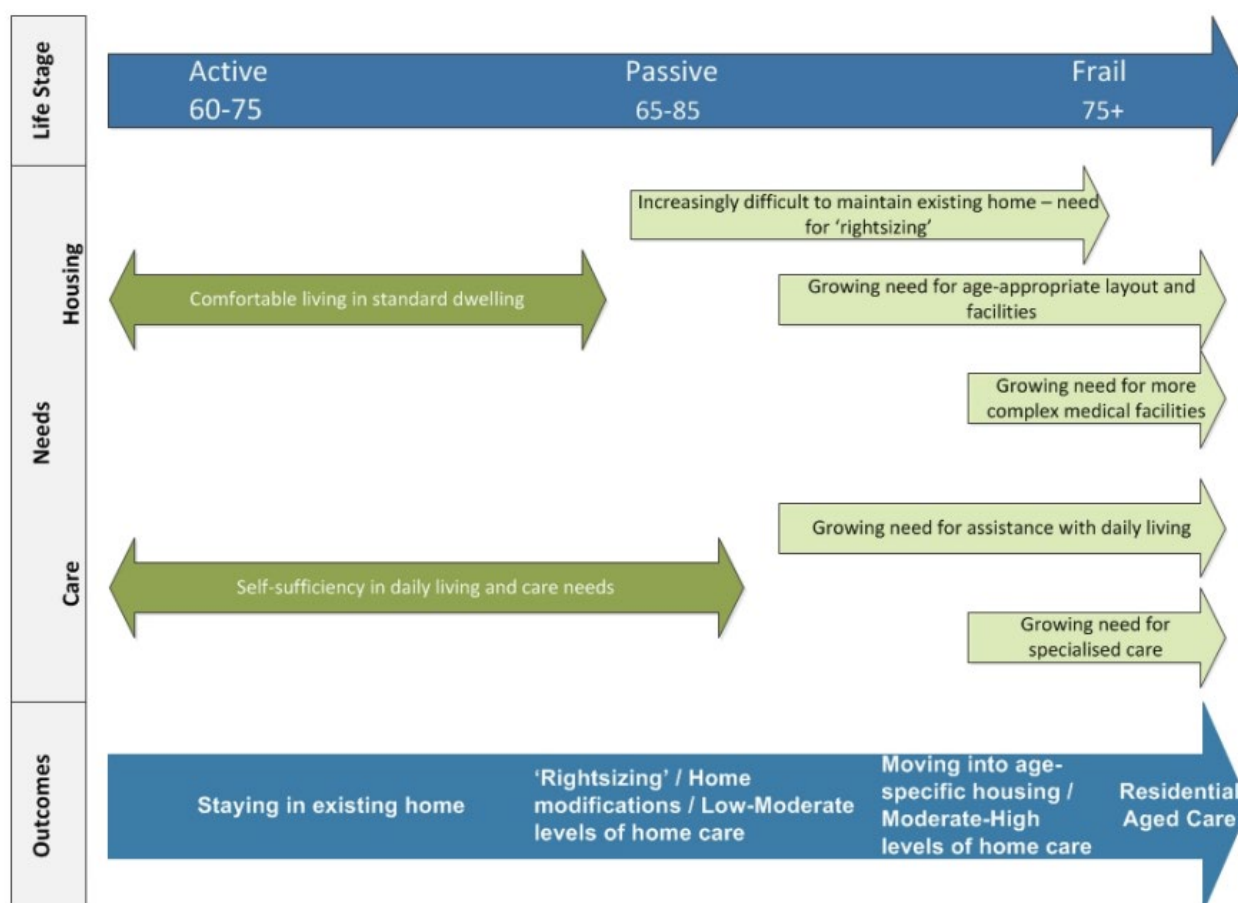 Life Stage
Active
60-75
Passive
65-85
Frail
75+
Needs
Housing
Increasingly difficult to maintain existing home – need
for ‘rightsizing’
Comfortable living in standard dwelling
Growing need for age-appropriate layout and
facilities
Growing need for more
complex medical facilities
Care
Growing need for assistance with daily living
Self-sufficiency in daily living and care needs
Growing need for
specialised care
Outcomes
Staying in existing home
‘Rightsizing’ / Home
modifications / Low-Moderate
levels of home care
Moving into age-
specific housing /
Moderate-High
levels of home care
Residential
Aged Care